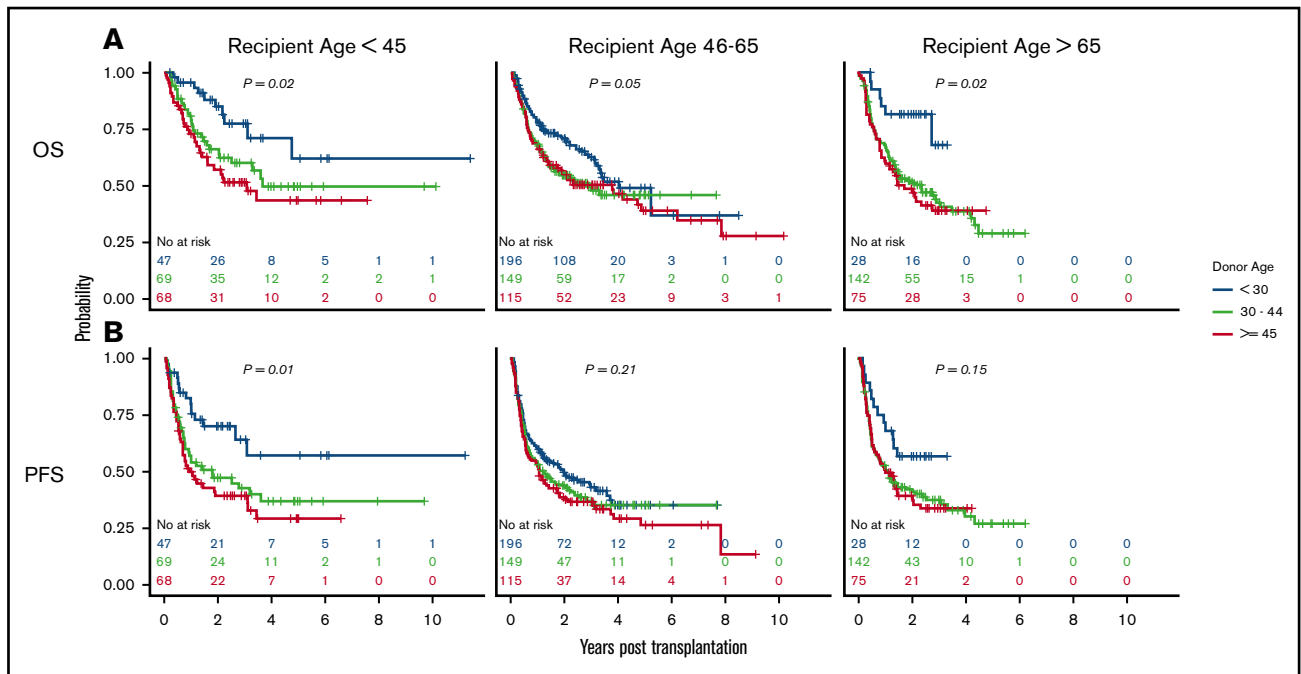 A
Recipient Age < 45
Recipient Age 46-65
Recipient Age > 65
OS
1.00
0.75
0.50
0.25
0.00
P = 0.02
P = 0.05
P = 0.02
No at risk
47 26 8 5 1 1
69 35 12 2 2 1
68 31 10 2 0 0
No at risk
196 108 20 3 1 0
149 59 17 2 0 0
115 52 23 9 3 1
No at risk
28 16 0 0 0 0
142 55 15 1 0 0
75 28 3 0 0 0
Donor Age
< 30
30 - 44
>= 45
Probability
B
PFS
1.00
0.75
0.50
0.25
0.00
P = 0.01
P = 0.21
P = 0.15
No at risk
47 21 7 5 1 1
69 24 11 2 1 0
68 22 7 1 0 0
No at risk
196 72 12 2 0 0
149 47 11 1 0 0
115 37 14 4 1 0
No at risk
28 12 0 0 0 0
142 43 10 1 0 0
75 21 2 0 0 0
0 2 4 6 8 10
0 2 4 6 8 10
0 2 4 6 8 10
Years post transplantation